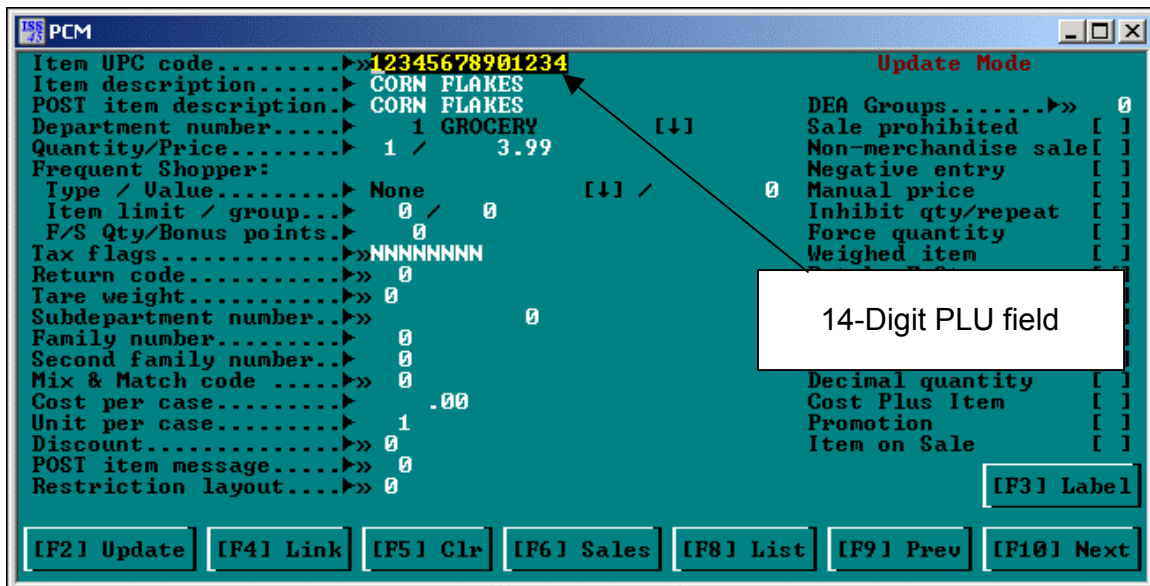 PCM
Item UPC code.........►»12345678901234 Update Mode
Item description......► CORN FLAKES
POST item description.► CORN FLAKES DEA Groups.......►» 0
Department number.....► 1 GROCERY [↓] Sale prohibited [ ]
Quantity/Price........► 1 / 3.99 Non-merchandise sale[ ]
Frequent Shopper: Negative entry [ ]
Type / Value.........► None [↓] / 0 Manual price [ ]
Item limit / group...► 0 / 0 Inhibit qty/repeat [ ]
F/S Qty/Bonus points.► 0 Force quantity [ ]
Tax flags.............►»NNNNNNNN Weighed item [ ]
Return code...........►» 0
Tare weight...........►» 0
Subdepartment number..►» 0 14-Digit PLU field
Family number.........► 0
Second family number..► 0
Mix & Match code .....►» 0 Decimal quantity [ ]
Cost per case.........► .00 Cost Plus Item [ ]
Unit per case.........► 1 Promotion [ ]
Discount..............►» 0 Item on Sale [ ]
POST item message.....►» 0
Restriction layout....►» 0 [F3] Label
[F2] Update [F4] Link [F5] Clr [F6] Sales [F8] List [F9] Prev [F10] Next